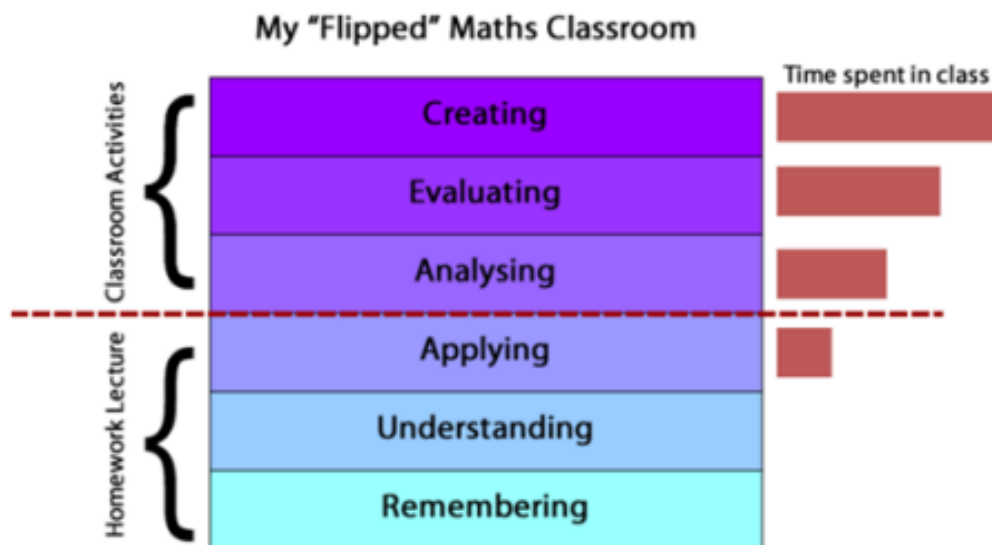 My “Flipped” Maths Classroom
Time spent in class
Classroom Activities
Creating
Evaluating
Analysing
Homework Lecture
Applying
Understanding
Remembering